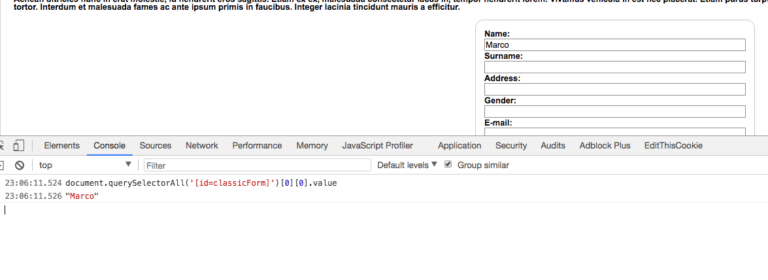 tortor. Interdum et malesuada fames ac ante ipsum primis in faucibus. Integer lacinia tincidunt mauris a efficitur.
Name:
Marco
Surname:
Address:
Gender:
E-mail:
Elements Console Sources Network Performance Memory JavaScript Profiler Application Security Audits Adblock Plus EditThisCookie
top ▼ Filter Default levels ▼ Group similar
23:06:11.524 document.querySelectorAll('[id=classicForm]')[0][0].value
23:06:11.526 "Marco"